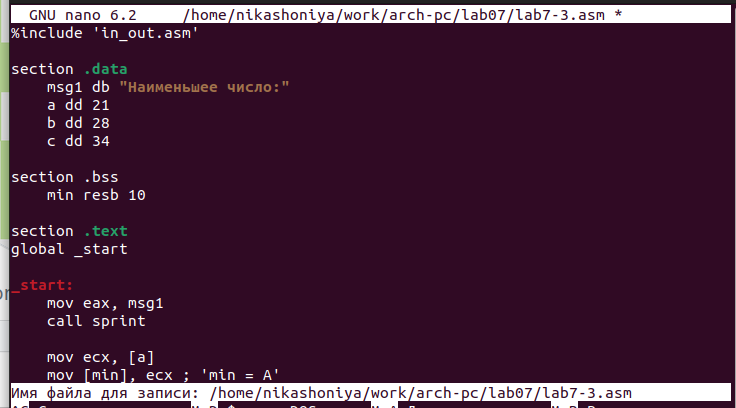 GNU nano 6.2 /home/nikashoniya/work/arch-pc/lab07/lab7-3.asm *
%include 'in_out.asm'
section .data
msg1 db "Наименьшее число:"
a dd 21
b dd 28
c dd 34
section .bss
min resb 10
section .text
global _start
_start:
mov eax, msg1
call sprint
mov ecx, [a]
mov [min], ecx ; 'min = A'
Имя файла для записи: /home/nikashoniya/work/arch-pc/lab07/lab7-3.asm